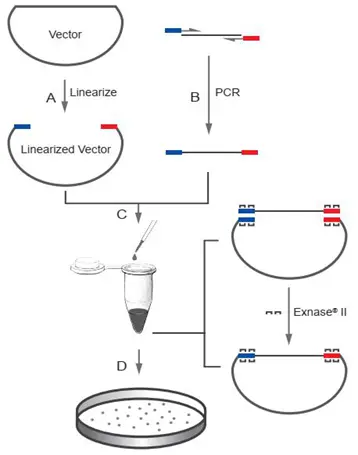 Vector
A
Linearize
B
PCR
Linearized Vector
C
Exnase® II
D